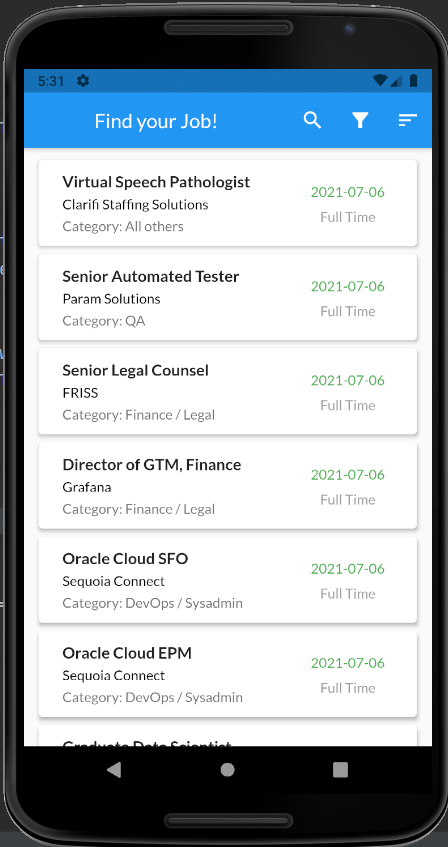 5:31
Find your Job!
Virtual Speech Pathologist
2021-07-06
Clarifi Staffing Solutions
Full Time
Category: All others
Senior Automated Tester
2021-07-06
Param Solutions
Full Time
Category: QA
Senior Legal Counsel
2021-07-06
FRISS
Full Time
Category: Finance / Legal
Director of GTM, Finance
2021-07-06
Grafana
Full Time
Category: Finance / Legal
Oracle Cloud SFO
2021-07-06
Sequoia Connect
Full Time
Category: DevOps / Sysadmin
Oracle Cloud EPM
2021-07-06
Sequoia Connect
Full Time
Category: DevOps / Sysadmin
Graduate Data Scientist